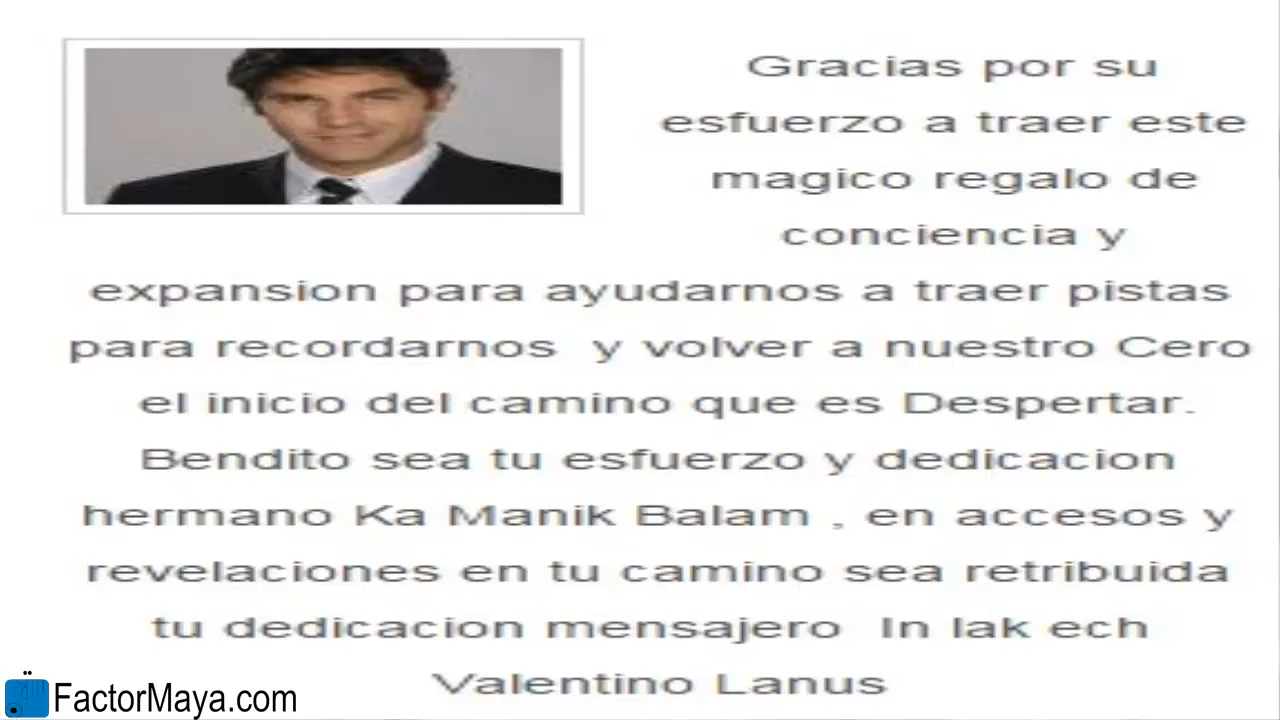 Gracias por su
esfuerzo a traer este
magico regalo de
conciencia y
expansion para ayudarnos a traer pistas
para recordarnos y volver a nuestro Cero
el inicio del camino que es Despertar.
Bendito sea tu esfuerzo y dedicacion
hermano Ka Manik Balam , en accesos y
revelaciones en tu camino sea retribuida
tu dedicacion mensajero In lak ech
Valentino Lanus
FactorMaya.com